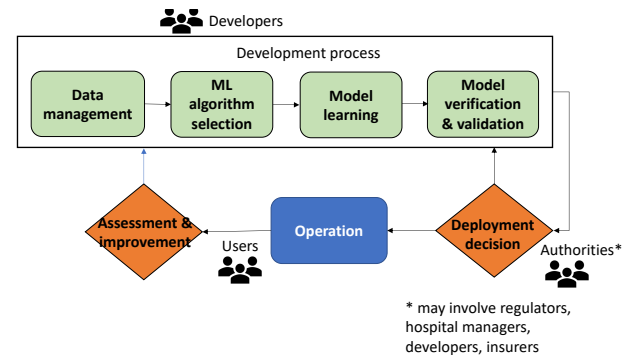 Developers
Development process
Data
management
ML
algorithm
selection
Model
learning
Model
verification
& validation
Assessment &
improvement
Users
Operation
Deployment
decision
Authorities*
* may involve regulators,
hospital managers,
developers, insurers